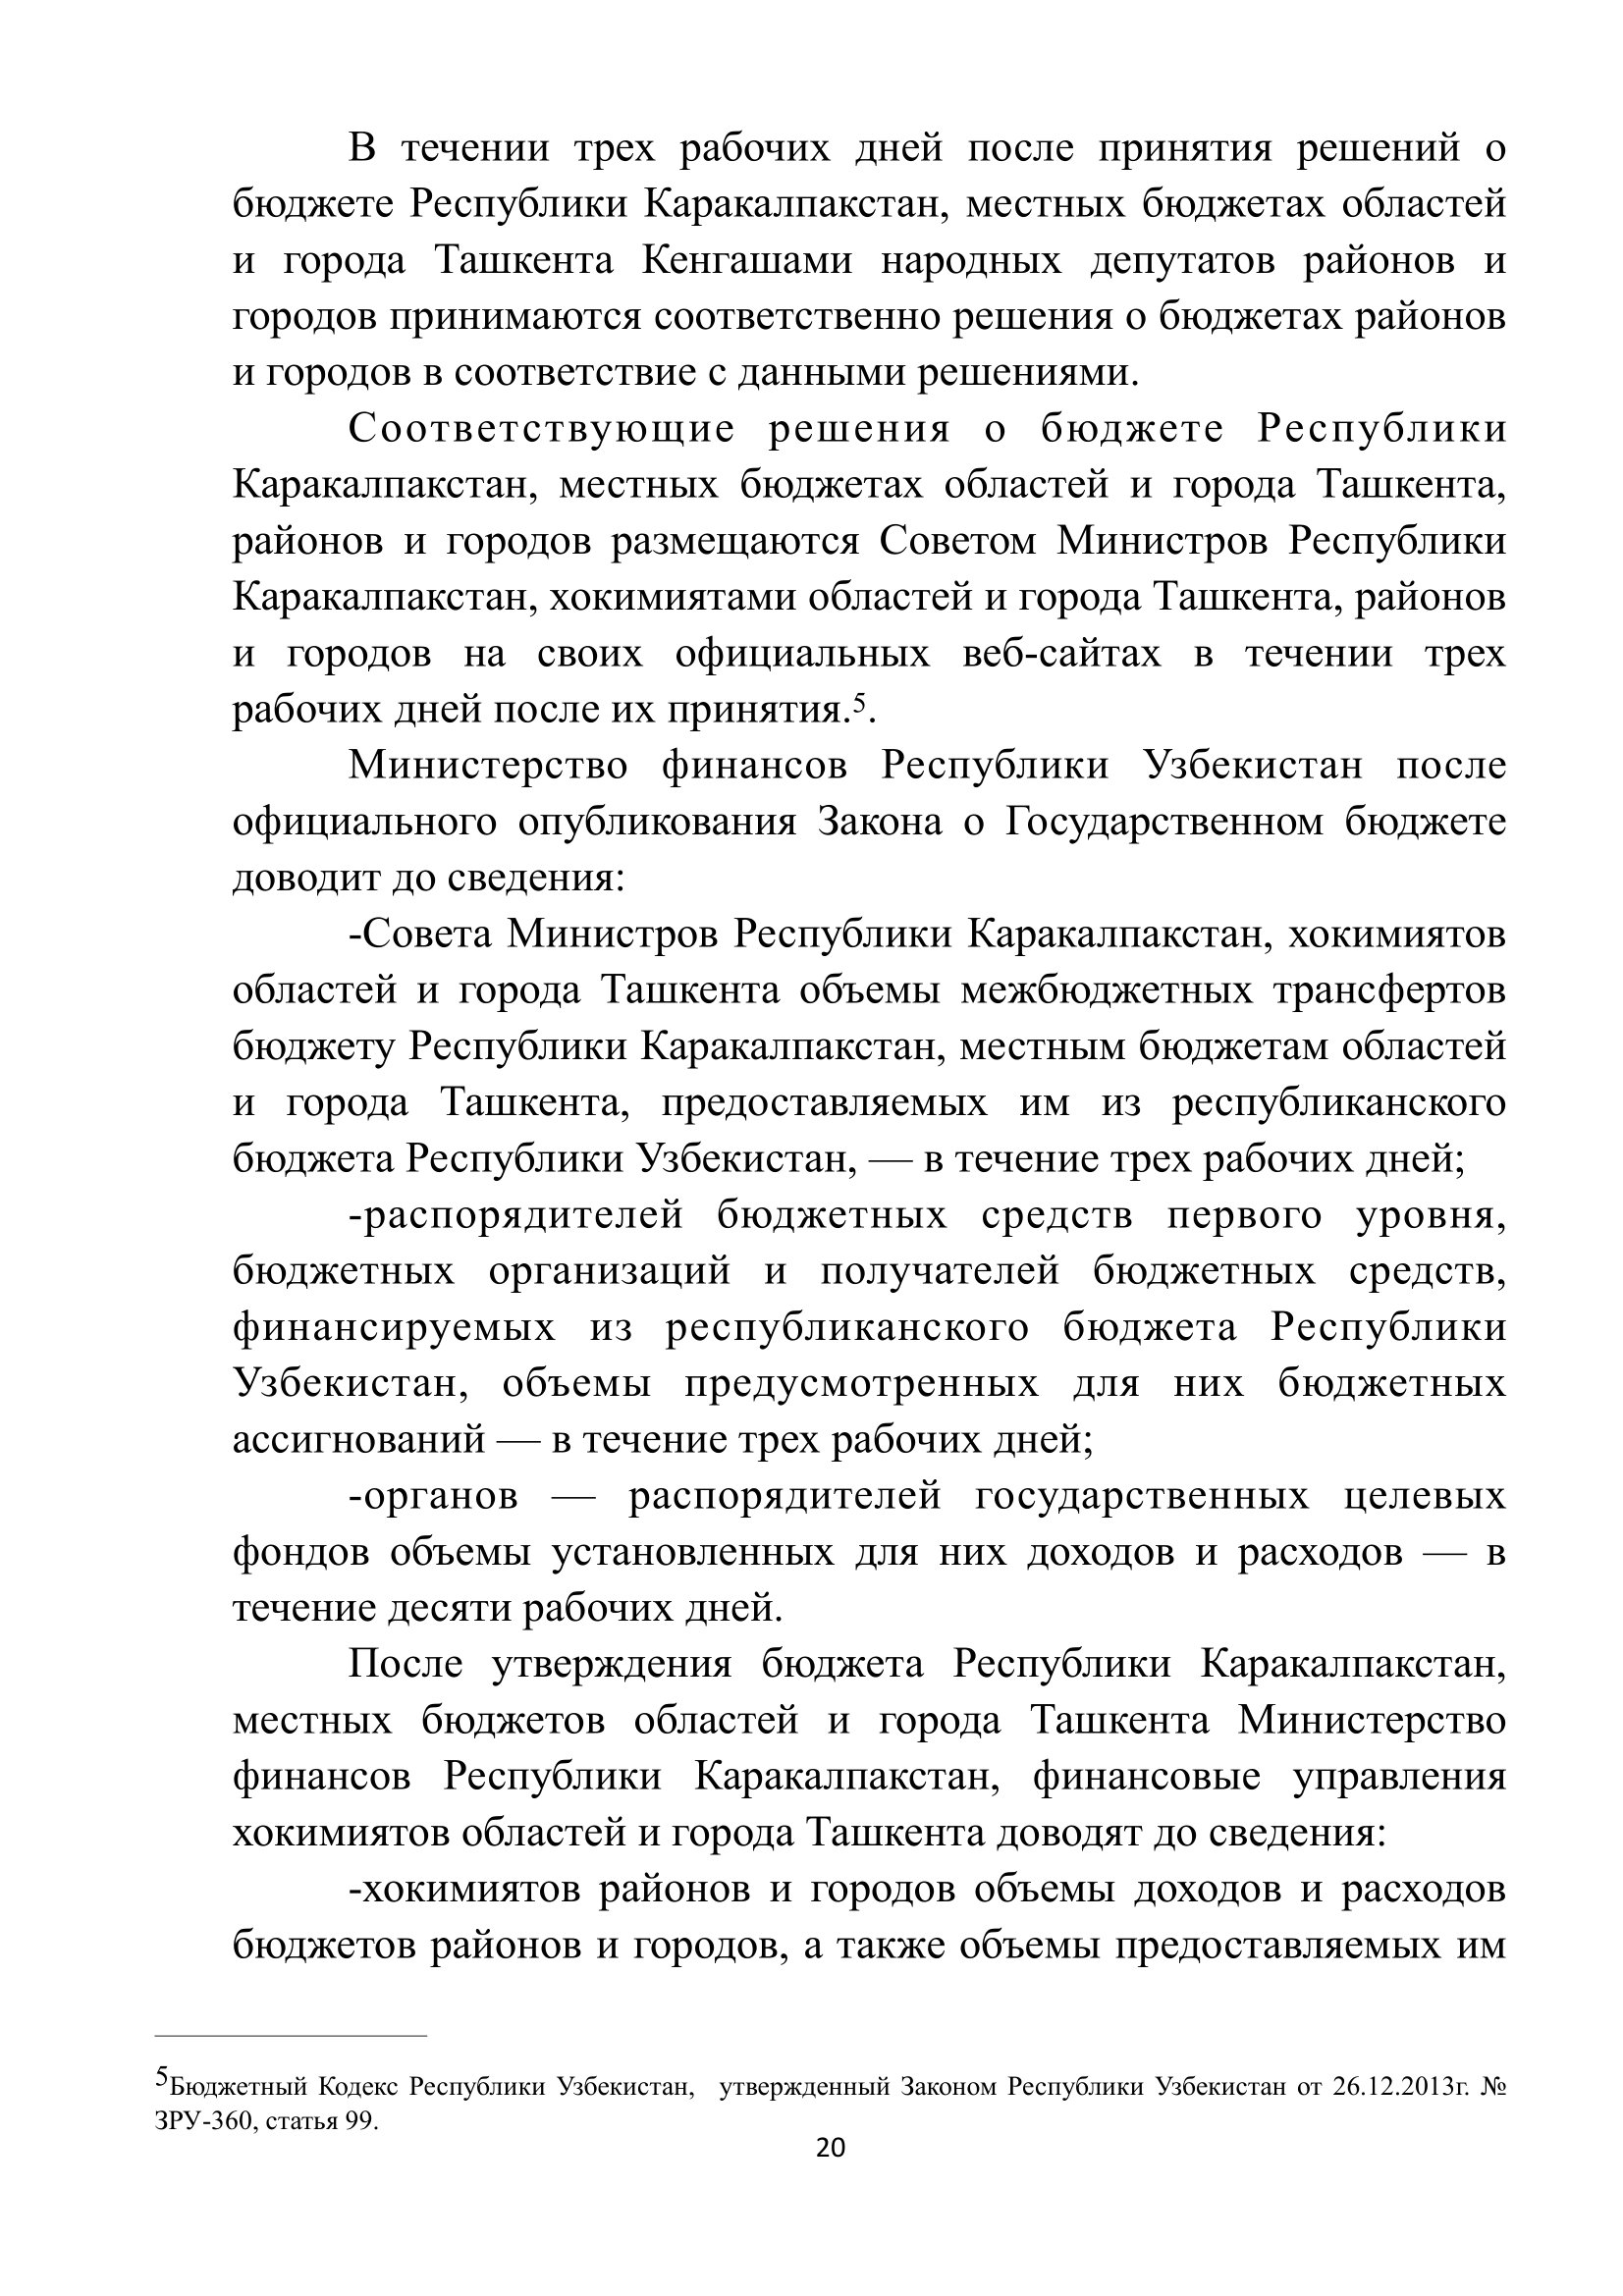 В течении трех рабочих дней после принятия решений о
бюджете Республики Каракалпакстан, местных бюджетах областей
и города Ташкента Кенгашами народных депутатов районов и
городов принимаются соответственно решения о бюджетах районов
и городов в соответствие с данными решениями.
Соответствующие решения о бюджете Республики
Каракалпакстан, местных бюджетах областей и города Ташкента,
районов и городов размещаются Советом Министров Республики
Каракалпакстан, хокимиятами областей и города Ташкента, районов
и городов на своих официальных веб-сайтах в течении трех
рабочих дней после их принятия.5.
Министерство финансов Республики Узбекистан после
официального опубликования Закона о Государственном бюджете
доводит до сведения:
-Совета Министров Республики Каракалпакстан, хокимиятов
областей и города Ташкента объемы межбюджетных трансфертов
бюджету Республики Каракалпакстан, местным бюджетам областей
и города Ташкента, предоставляемых им из республиканского
бюджета Республики Узбекистан, — в течение трех рабочих дней;
-распорядителей бюджетных средств первого уровня,
бюджетных организаций и получателей бюджетных средств,
финансируемых из республиканского бюджета Республики
Узбекистан, объемы предусмотренных для них бюджетных
ассигнований — в течение трех рабочих дней;
-органов — распорядителей государственных целевых
фондов объемы установленных для них доходов и расходов — в
течение десяти рабочих дней.
После утверждения бюджета Республики Каракалпакстан,
местных бюджетов областей и города Ташкента Министерство
финансов Республики Каракалпакстан, финансовые управления
хокимиятов областей и города Ташкента доводят до сведения:
-хокимиятов районов и городов объемы доходов и расходов
бюджетов районов и городов, а также объемы предоставляемых им
5Бюджетный Кодекс Республики Узбекистан, утвержденный Законом Республики Узбекистан от 26.12.2013г. №
ЗРУ-360, статья 99.
20